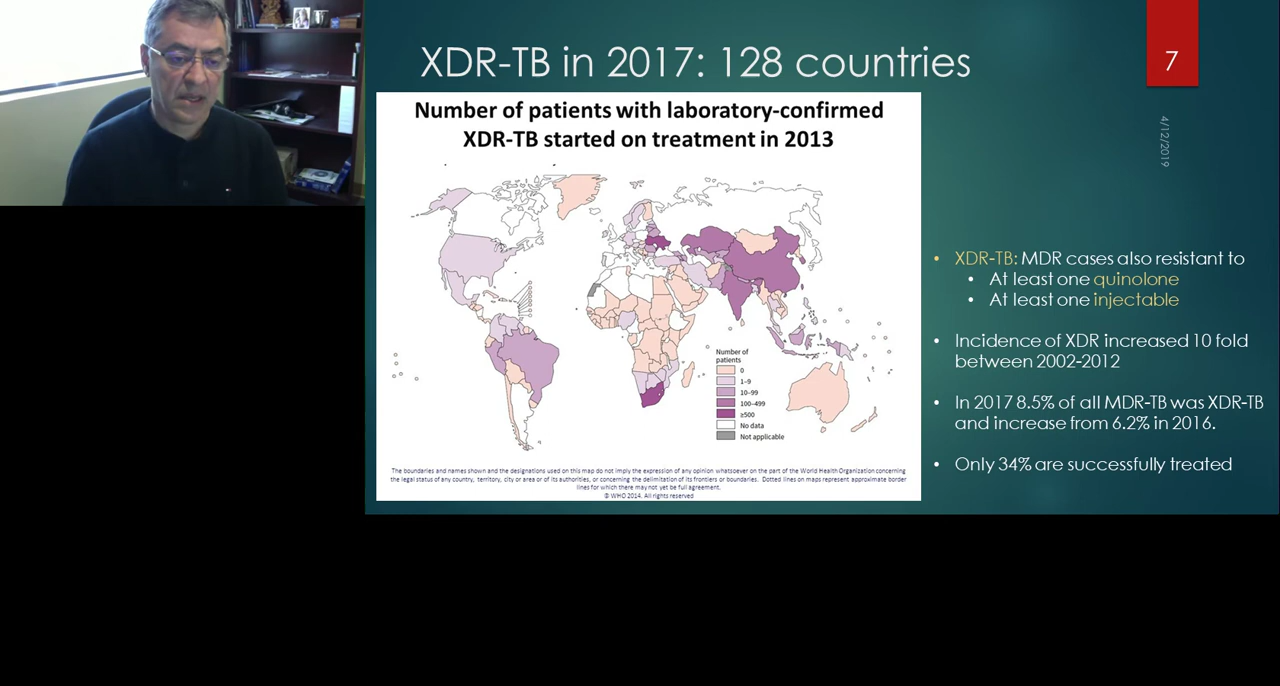 XDR-TB in 2017: 128 countries
7
4/12/2019
Number of patients with laboratory-confirmed
XDR-TB started on treatment in 2013
Number of
patients
0
1–9
10–99
100–499
≥500
No data
Not applicable
The boundaries and names shown and the designations used on this map do not imply the expression of any opinion whatsoever on the part of the World Health Organization concerning
the legal status of any country, territory, city or area or of its authorities, or concerning the delimitation of its frontiers or boundaries. Dotted lines on maps represent approximate border
lines for which there may not yet be full agreement.
© WHO 2014. All rights reserved
• XDR-TB: MDR cases also resistant to
• At least one quinolone
• At least one injectable
• Incidence of XDR increased 10 fold
between 2002-2012
• In 2017 8.5% of all MDR-TB was XDR-TB
and increase from 6.2% in 2016.
• Only 34% are successfully treated